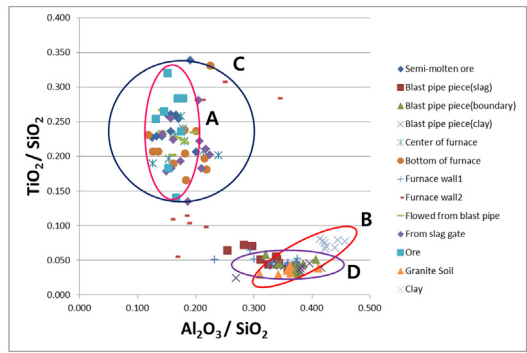 0.400
0.350
0.300
0.250
0.200
0.150
0.100
0.050
0.000
TiO2/ SiO2
0.000 0.100 0.200 0.300 0.400 0.500
Al2O3/ SiO2
C
A
B
D
Semi-molten ore
Blast pipe piece(slag)
Blast pipe piece(boundary)
Blast pipe piece(clay)
Center of furnace
Bottom of furnace
Furnace wall1
Furnace wall2
Flowed from blast pipe
From slag gate
Ore
Granite Soil
Clay